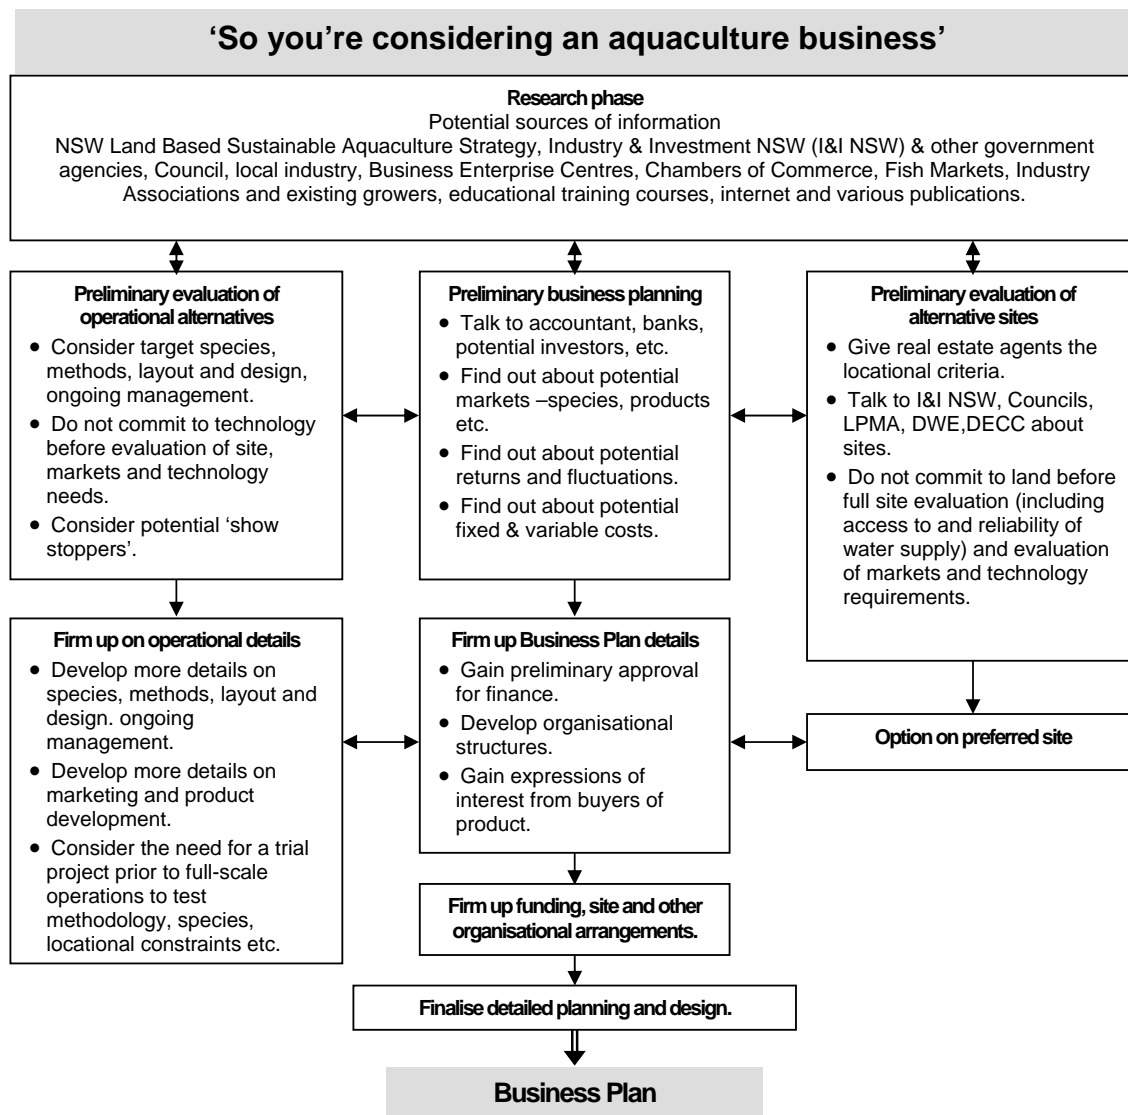 ‘So you’re considering an aquaculture business’
Research phase
Potential sources of information
NSW Land Based Sustainable Aquaculture Strategy, Industry & Investment NSW (I&I NSW) & other government
agencies, Council, local industry, Business Enterprise Centres, Chambers of Commerce, Fish Markets, Industry
Associations and existing growers, educational training courses, internet and various publications.
Preliminary evaluation of
operational alternatives
• Consider target species,
methods, layout and design,
ongoing management.
• Do not commit to technology
before evaluation of site,
markets and technology
needs.
• Consider potential ‘show
stoppers’.
Preliminary business planning
• Talk to accountant, banks,
potential investors, etc.
• Find out about potential
markets –species, products
etc.
• Find out about potential
returns and fluctuations.
• Find out about potential
fixed & variable costs.
Preliminary evaluation of
alternative sites
• Give real estate agents the
locational criteria.
• Talk to I&I NSW, Councils,
LPMA, DWE,DECC about
sites.
• Do not commit to land before
full site evaluation (including
access to and reliability of
water supply) and evaluation
of markets and technology
requirements.
Firm up on operational details
• Develop more details on
species, methods, layout and
design. ongoing
management.
• Develop more details on
marketing and product
development.
• Consider the need for a trial
project prior to full-scale
operations to test
methodology, species,
locational constraints etc.
Firm up Business Plan details
• Gain preliminary approval
for finance.
• Develop organisational
structures.
• Gain expressions of
interest from buyers of
product.
Option on preferred site
Firm up funding, site and other
organisational arrangements.
Finalise detailed planning and design.
Business Plan